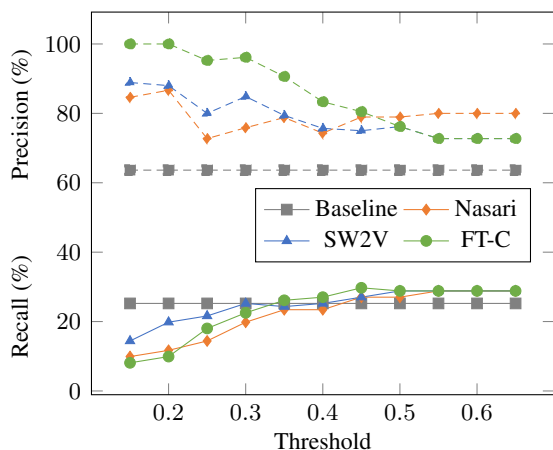 100
80
60
40
20
0
Precision (%)
Recall (%)
Baseline Nasari
SW2V FT-C
0.2 0.3 0.4 0.5 0.6
Threshold